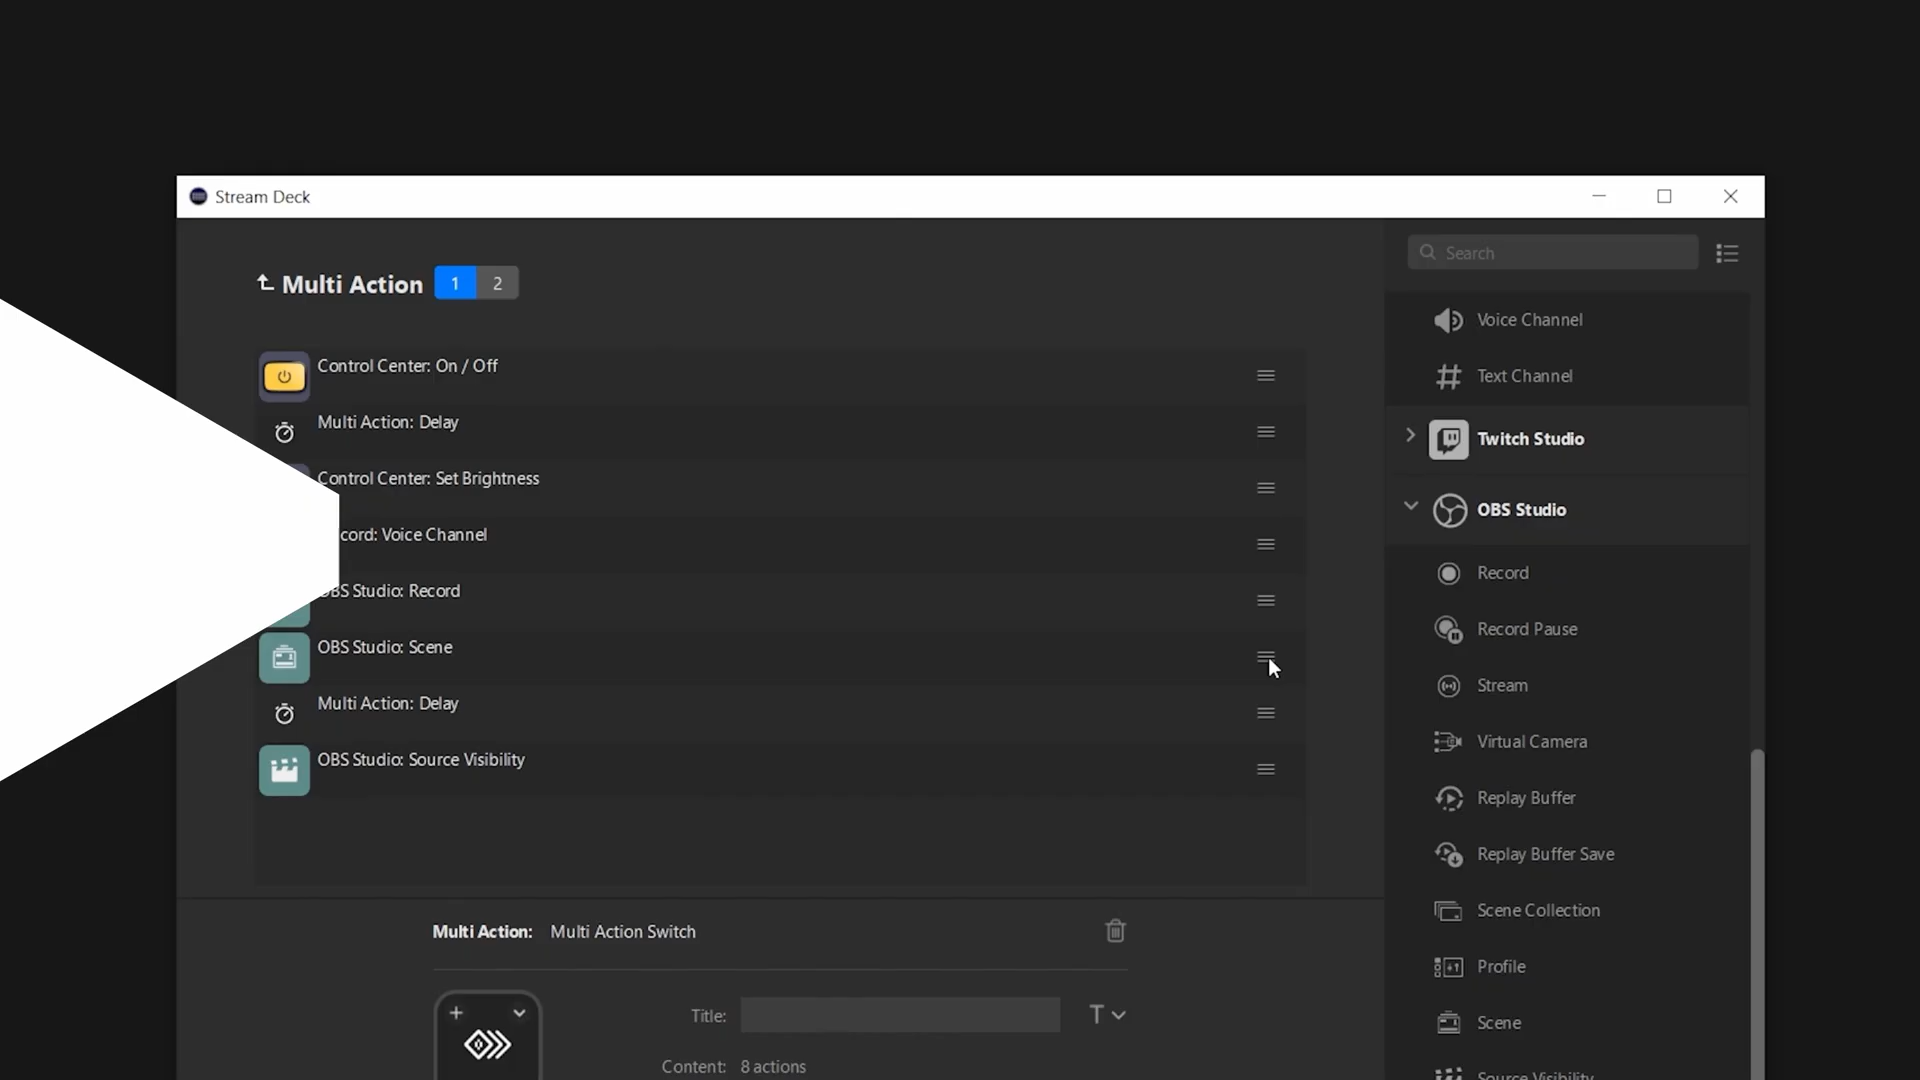 Stream Deck
Multi Action 1 2
Search
Control Center: On / Off
Multi Action: Delay
Control Center: Set Brightness
cord: Voice Channel
OBS Studio: Record
OBS Studio: Scene
Multi Action: Delay
OBS Studio: Source Visibility
Multi Action: Multi Action Switch
Title:
T
Content: 8 actions
Voice Channel
Text Channel
Twitch Studio
OBS Studio
Record
Record Pause
Stream
Virtual Camera
Replay Buffer
Replay Buffer Save
Scene Collection
Profile
Scene
Source Visibility